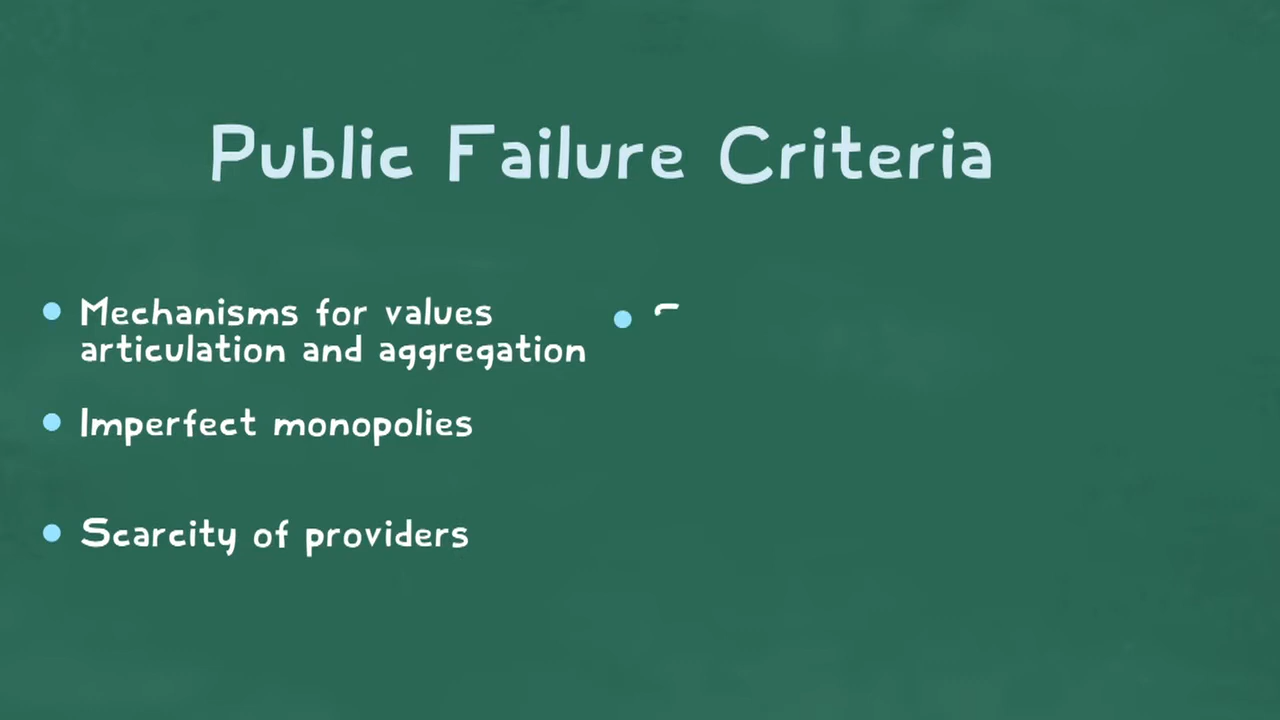 Public Failure Criteria
• Mechanisms for values
articulation and aggregation
• Imperfect monopolies
• Scarcity of providers